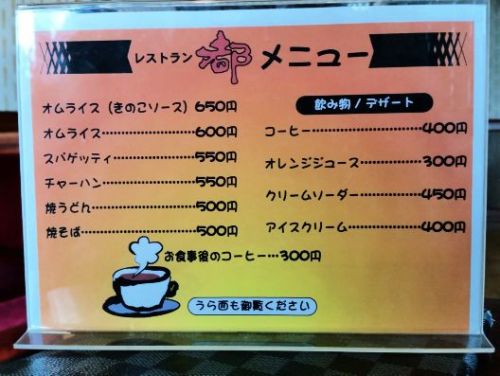 レストラン 都 メニュー
オムライス（きのこソース）650円
オムライス……………600円
スパゲッティ……………550円
チャーハン……………550円
焼うどん……………500円
焼そば……………500円
お食事後のコーヒー…300円
飲み物 / デザート
コーヒー……………400円
オレンジジュース……………300円
クリームソーダー……………450円
アイスクリーム……………400円
うら面も御覧ください